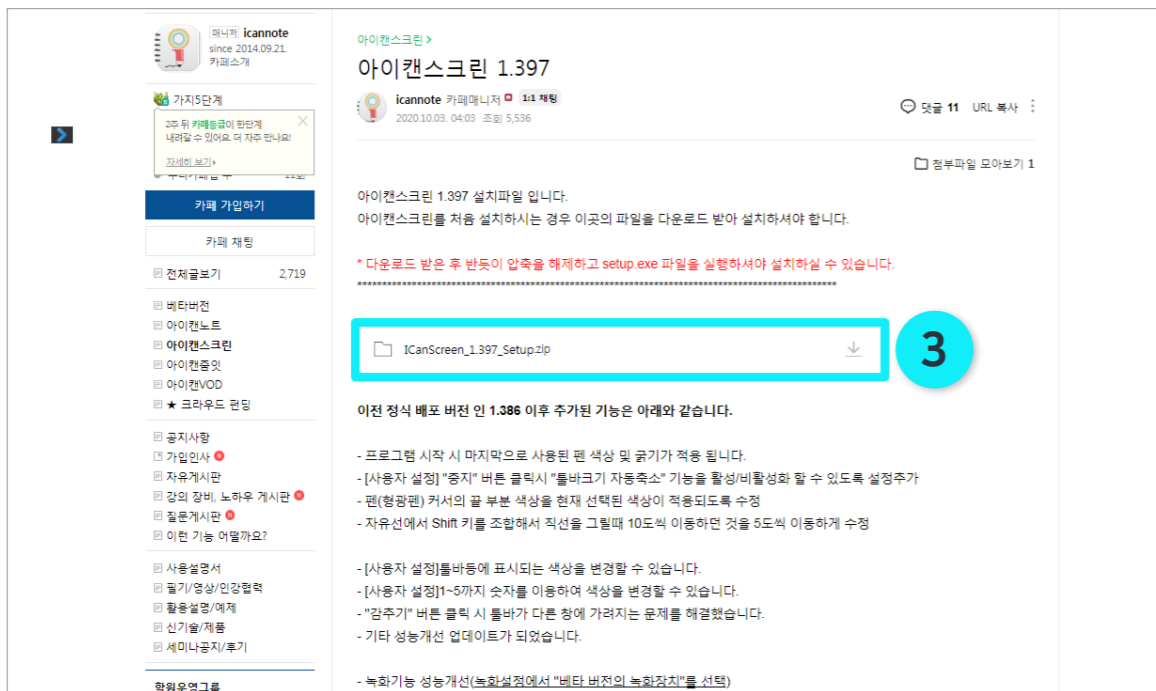 매니저 icannote
since 2014.09.21.
카페소개
가지5단계
2주 뒤 카페등급이 한단계
내려갈 수 있어요. 더 자주 만나요!
자세히 보기
카페 가입하기
카페 채팅
전체글보기 2,719
베타버전
아이캔노트
아이캔스크린
아이캔줌잇
아이캔VOD
★ 크라우드 펀딩
공지사항
가입인사 N
자유게시판
강의 장비, 노하우 게시판 N
질문게시판 N
이런 기능 어떨까요?
사용설명서
필기/영상/인강협력
활용설명/예제
신기술/제품
세미나공지/후기
학원운영그룹
아이캔스크린 >
아이캔스크린 1.397
icannote 카페매니저 1:1 채팅
2020.10.03. 04:03 조회 5,536
댓글 11 URL 복사
첨부파일 모아보기 1
아이캔스크린 1.397 설치파일 입니다.
아이캔스크린를 처음 설치하시는 경우 이곳의 파일을 다운로드 받아 설치하셔야 합니다.
* 다운로드 받은 후 반듯이 압축을 해제하고 setup.exe 파일을 실행하셔야 설치하실 수 있습니다.
ICanScreen_1.397_Setup.zip
3
이전 정식 배포 버전 인 1.386 이후 추가된 기능은 아래와 같습니다.
- 프로그램 시작 시 마지막으로 사용된 펜 색상 및 굵기가 적용 됩니다.
- [사용자 설정] "중지" 버튼 클릭시 "툴바크기 자동축소" 기능을 활성/비활성화 할 수 있도록 설정추가
- 펜(형광펜) 커서의 끝 부분 색상을 현재 선택된 색상이 적용되도록 수정
- 자유선에서 Shift 키를 조합해서 직선을 그릴때 10도씩 이동하던 것을 5도씩 이동하게 수정
- [사용자 설정]툴바등에 표시되는 색상을 변경할 수 있습니다.
- [사용자 설정]1~5까지 숫자를 이용하여 색상을 변경할 수 있습니다.
- "감추기" 버튼 클릭 시 툴바가 다른 창에 가려지는 문제를 해결했습니다.
- 기타 성능개선 업데이트가 되었습니다.
- 녹화기능 성능개선(녹화설정에서 "베타 버전의 녹화장치"를 선택)